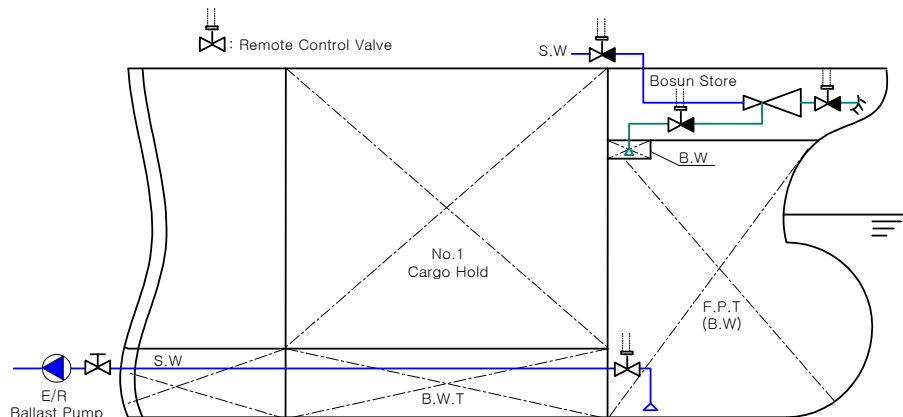 : Remote Control Valve
S.W
Bosun Store
B.W
No.1
Cargo Hold
F.P.T
(B.W)
S.W
B.W.T
E/R
Ballast Pump